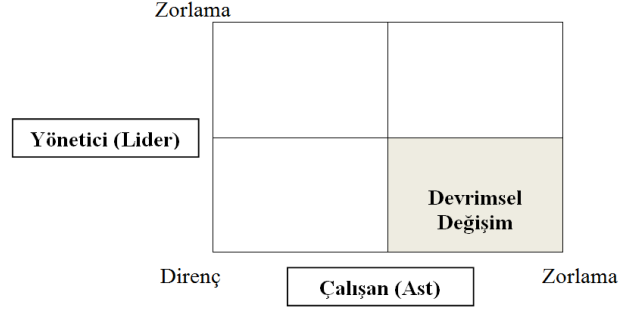 Zorlama
Yönetici (Lider)
Devrimsel
Değişim
Direnç
Zorlama
Çalışan (Ast)